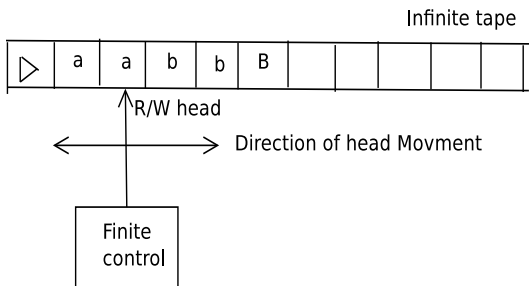 Infinite tape
a a b b B
R/W head
Direction of head Movment
Finite
control